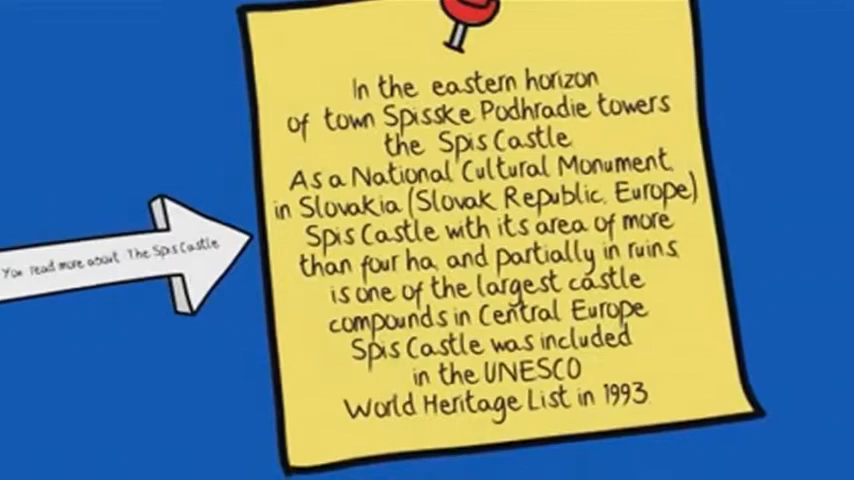 You read more about The Spis Castle
In the eastern horizon
of town Spisske Podhradie towers
the Spis Castle
As a National Cultural Monument,
in Slovakia (Slovak Republic, Europe)
Spis Castle with its area of more
than four ha, and partially in ruins
is one of the largest castle
compounds in Central Europe
Spis Castle was included
in the UNESCO
World Heritage List in 1993